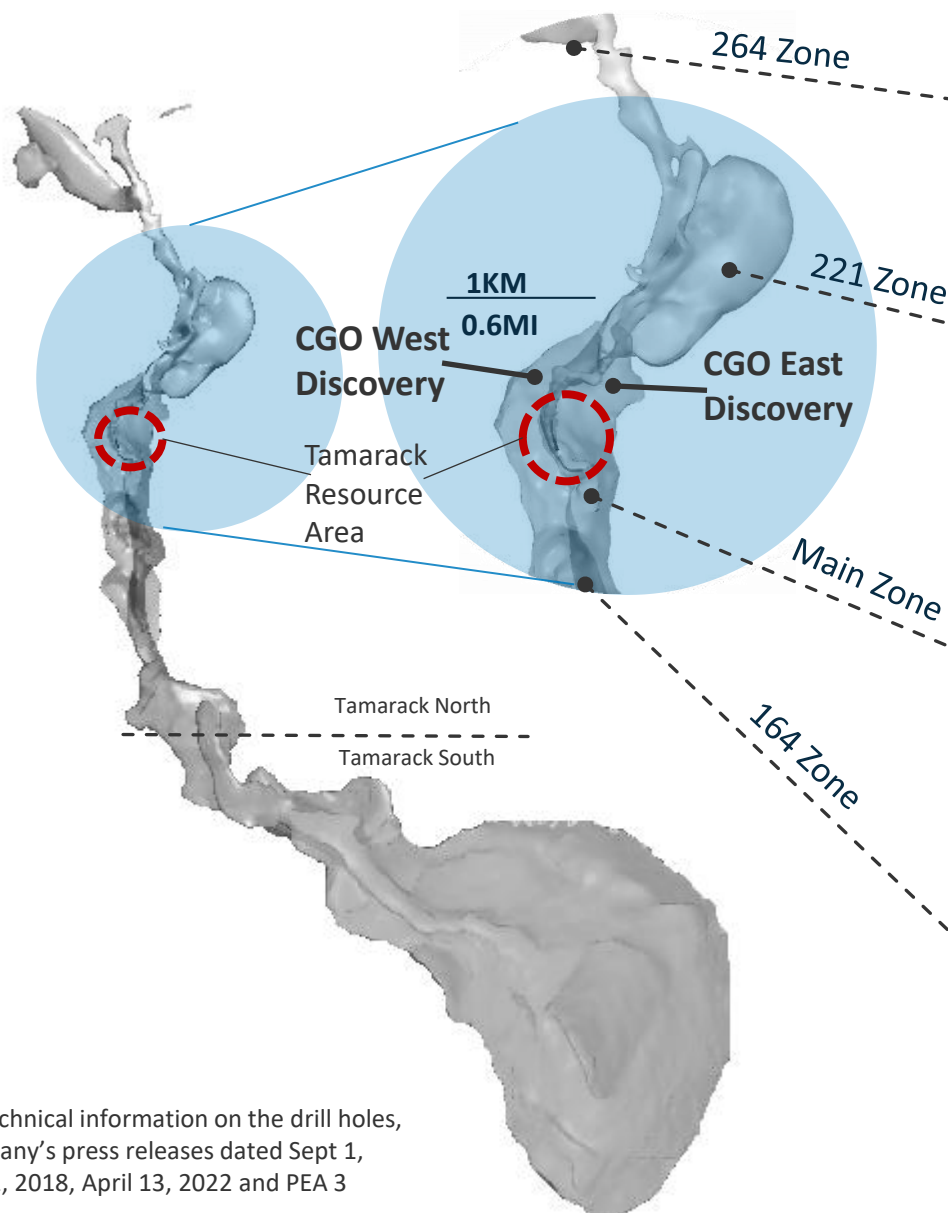 264 Zone
221 Zone
1KM
0.6MI
CGO West
Discovery
CGO East
Discovery
Tamarack
Resource
Area
Main Zone
164 Zone
Tamarack North
Tamarack South
chnical information on the drill holes,
any’s press releases dated Sept 1,
, 2018, April 13, 2022 and PEA 3